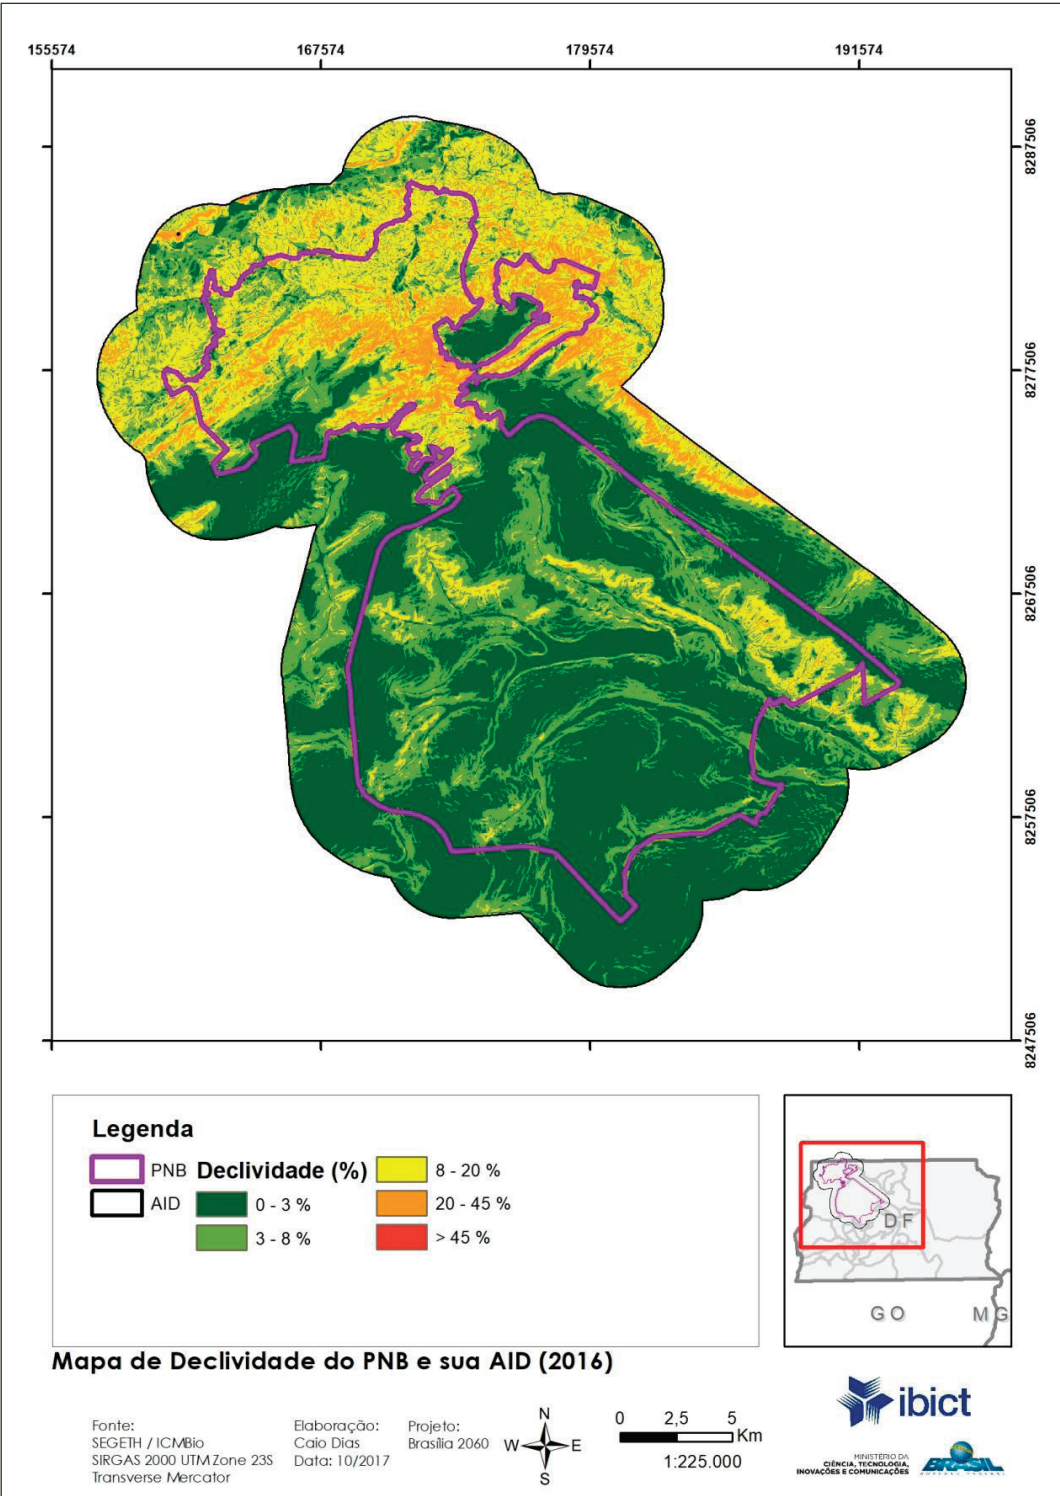 155574
167574
179574
191574
8287506
8277506
8267506
8257506
8247506
Legenda
PNB
AID
Declividade (%)
0 - 3 %
3 - 8 %
8 - 20 %
20 - 45 %
> 45 %
DF
GO
MG
Mapa de Declividade do PNB e sua AID (2016)
Fonte:
SEGETH / ICMBio
SIRGAS 2000 UTM Zone 23S
Transverse Mercator
Elaboração:
Caio Dias
Data: 10/2017
Projeto:
Brasília 2060
N
W
E
S
0 2,5 5
Km
1:225.000
ibict
MINISTÉRIO DA
CIÊNCIA, TECNOLOGIA,
INOVAÇÕES E COMUNICAÇÕES
BRASIL
GOVERNO FEDERAL